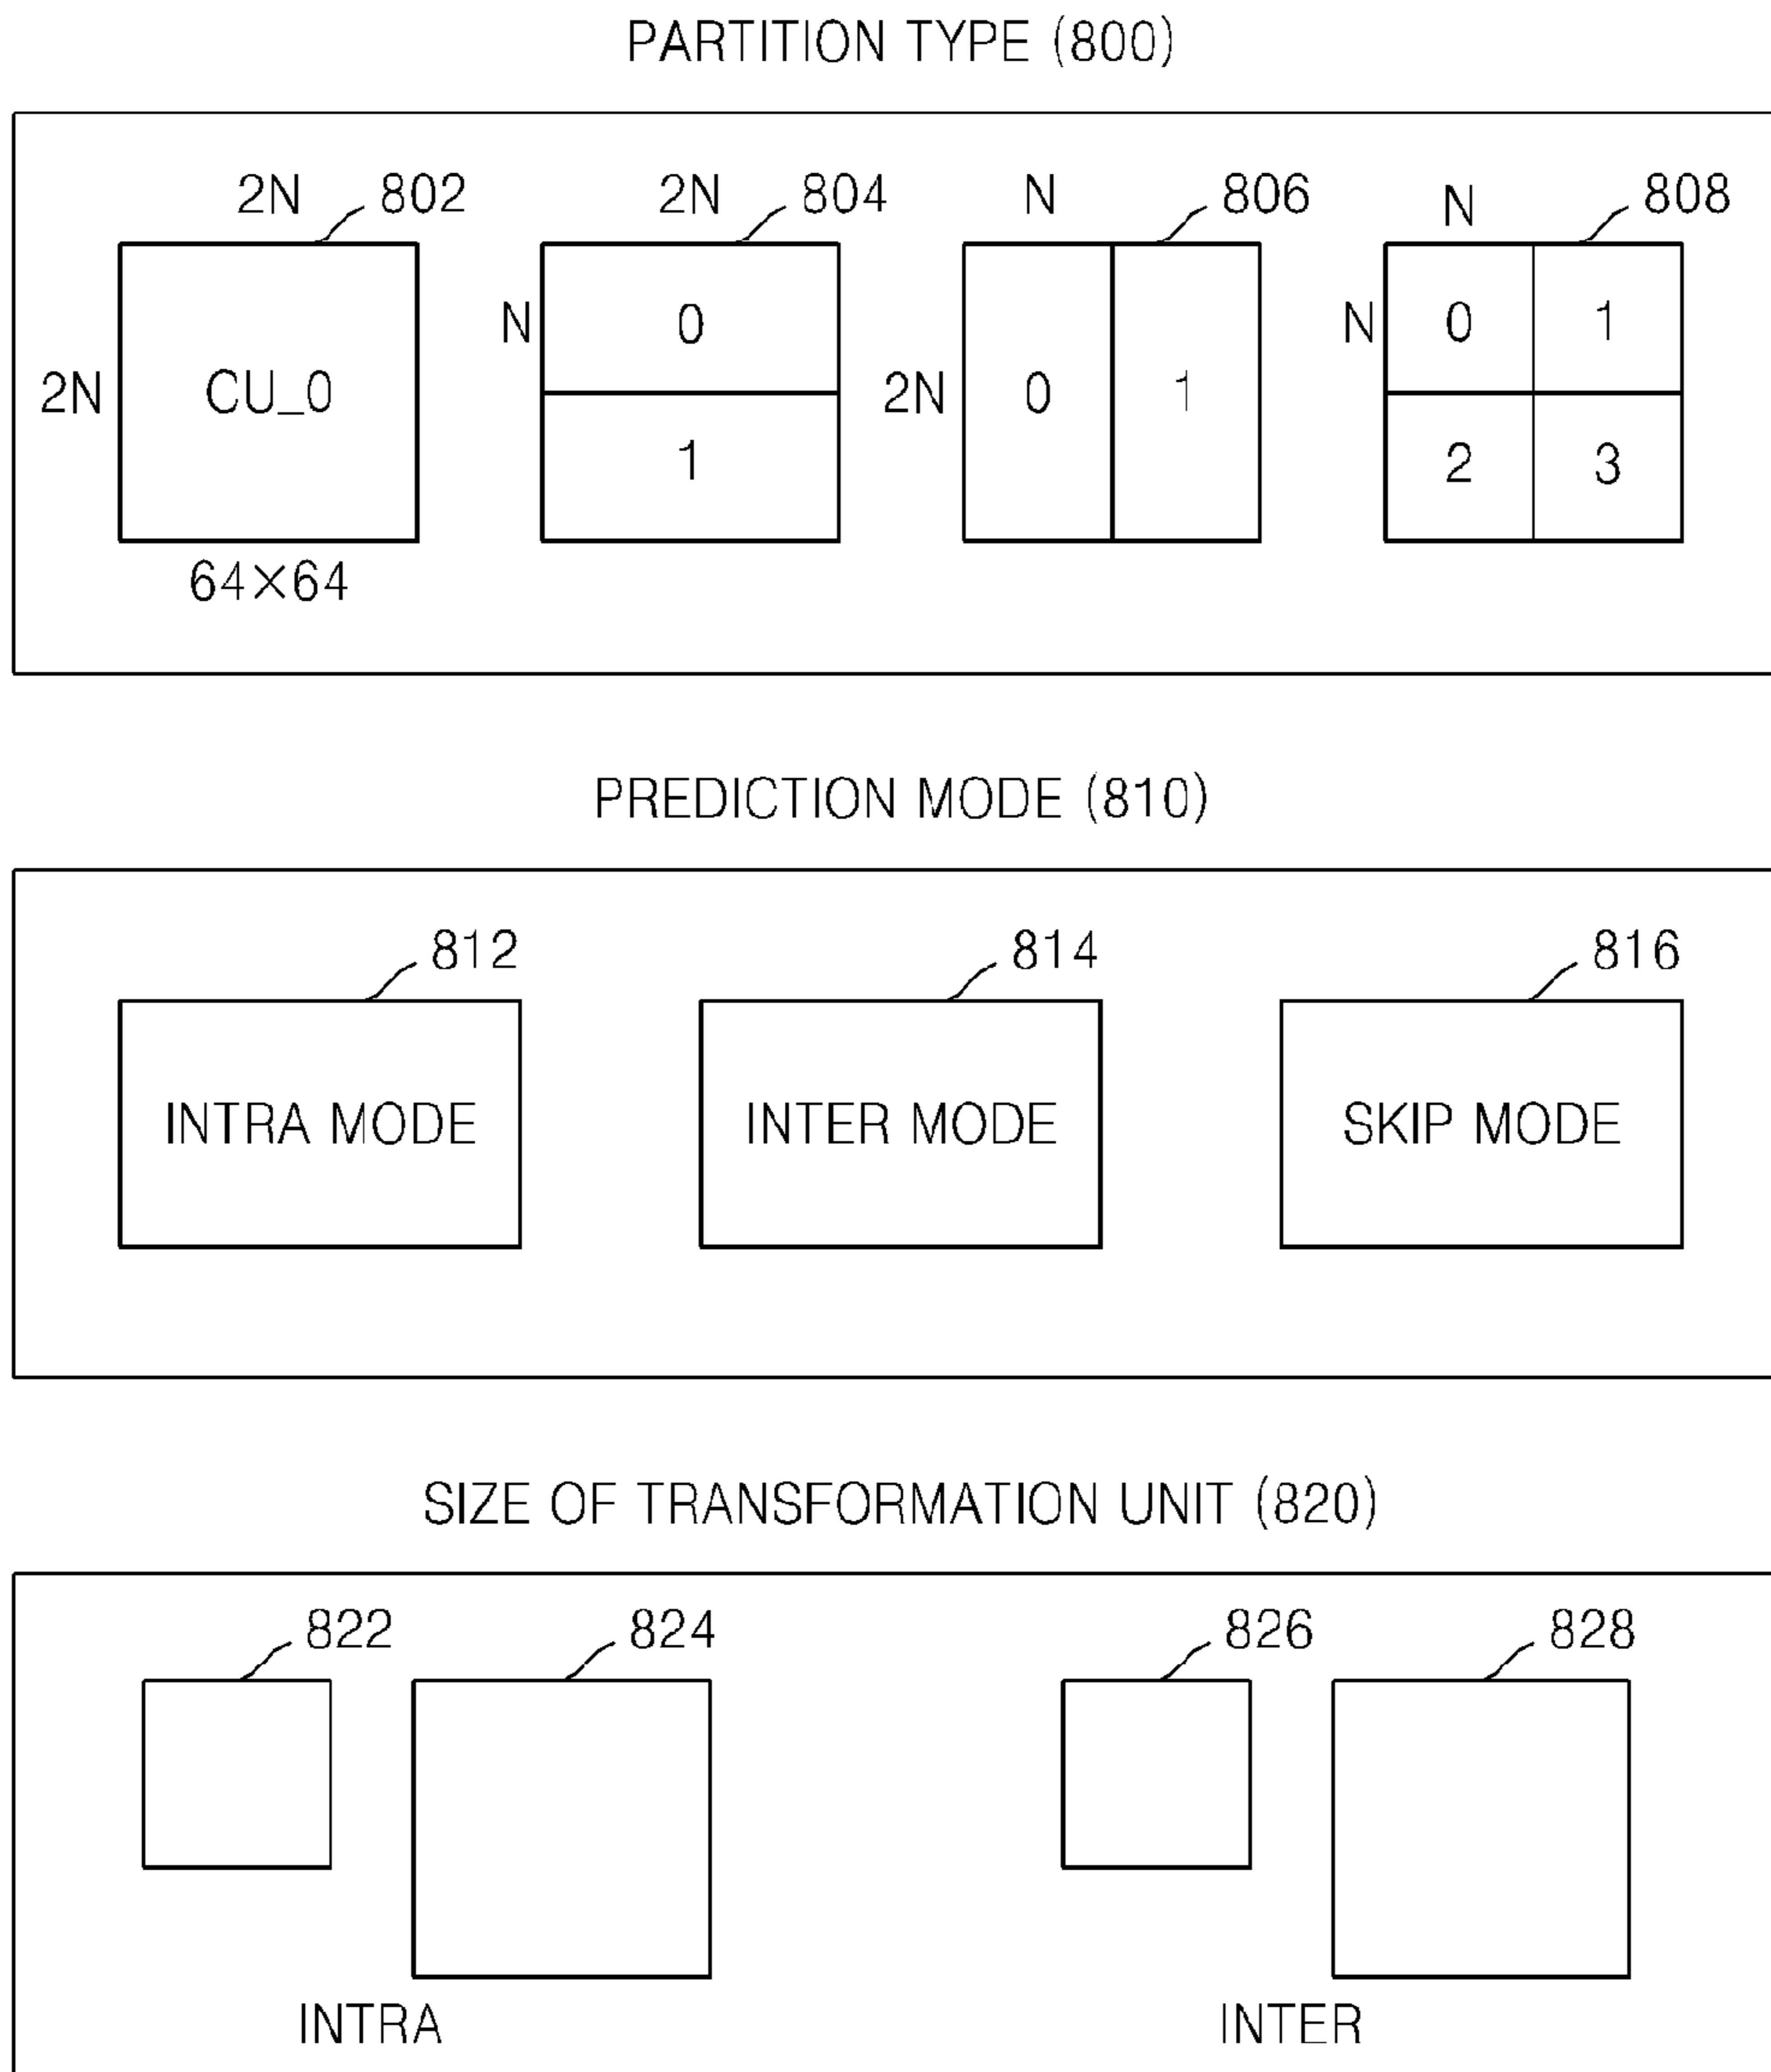 PARTITION TYPE (800)
2N 802 2N 804 N 806 N 808
N 0 N 0 1
2N CU_0 2N 0 1
1 2 3
64×64
PREDICTION MODE (810)
812 814 816
INTRA MODE INTER MODE SKIP MODE
SIZE OF TRANSFORMATION UNIT (820)
822 824 826 828
INTRA INTER